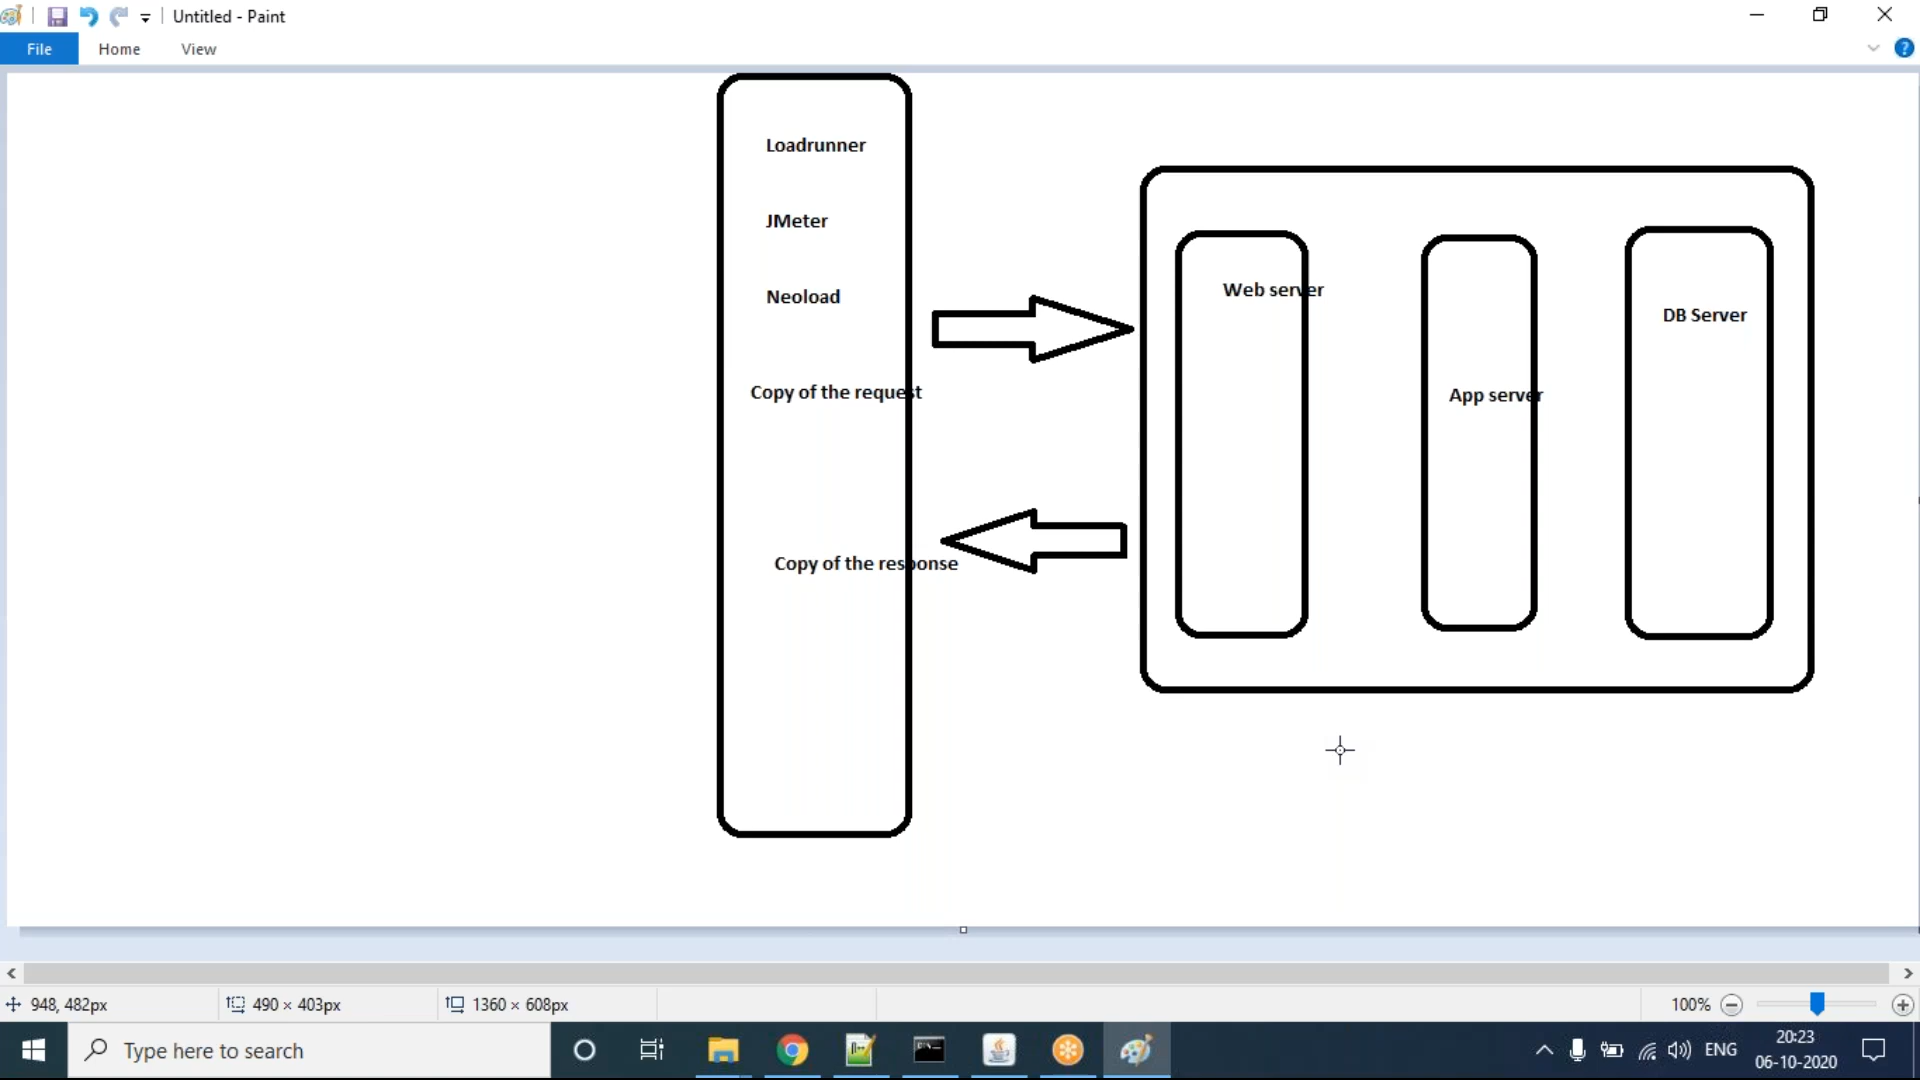 Untitled - Paint
File
Home
View
Loadrunner
JMeter
Neoload
Copy of the request
Copy of the response
Web server
App server
DB Server
948, 482px
490 × 403px
1360 × 608px
100%
Type here to search
ENG
20:23
06-10-2020